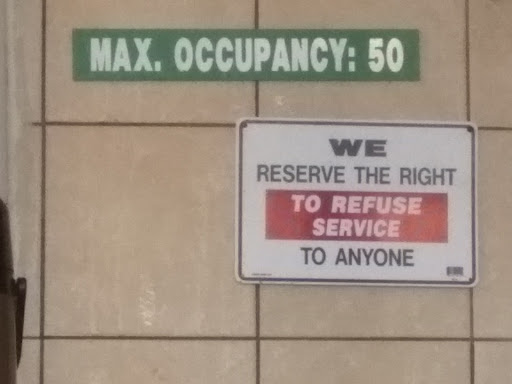 MAX. OCCUPANCY: 50
WE
RESERVE THE RIGHT
TO REFUSE
SERVICE
TO ANYONE